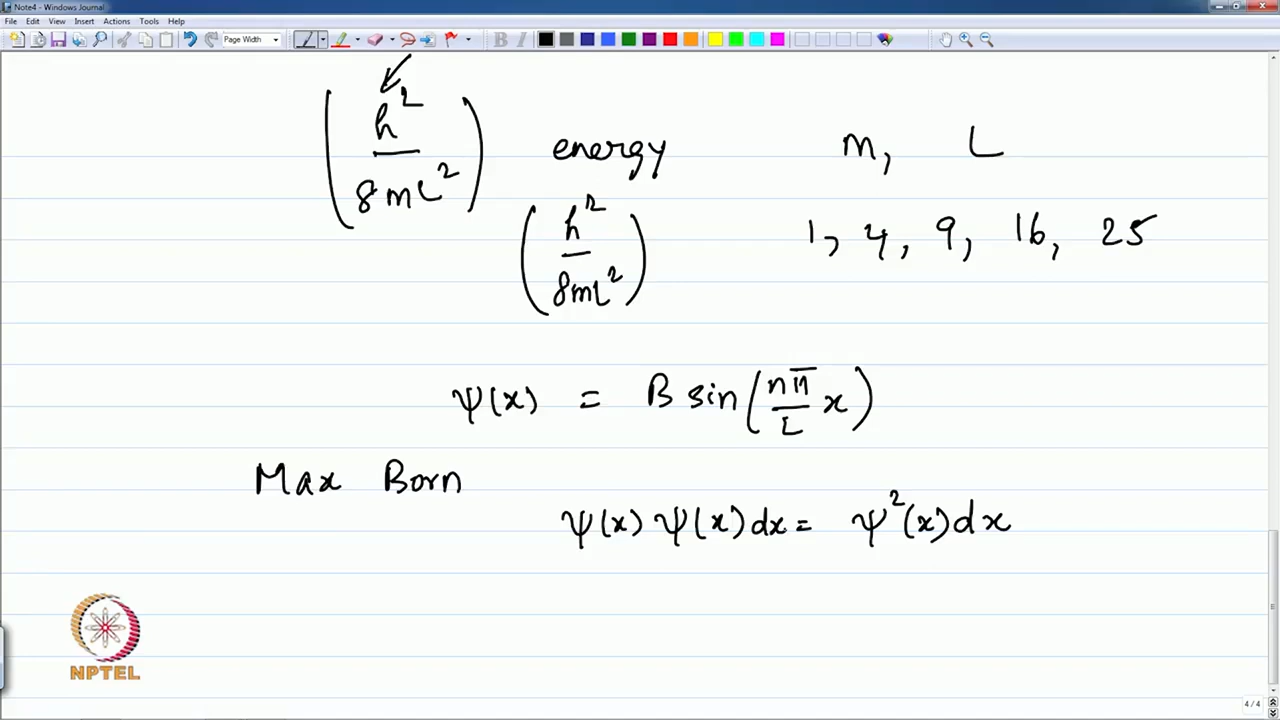 Note4 - Windows Journal
File Edit View Insert Actions Tools Help
Page Width
(h²/8mL²) energy m, L
(h²/8mL²) 1, 4, 9, 16, 25
ψ(x) = B sin(nπ/L x)
Max Born
ψ(x) ψ(x) dx = ψ²(x) dx
NPTEL
4 / 4